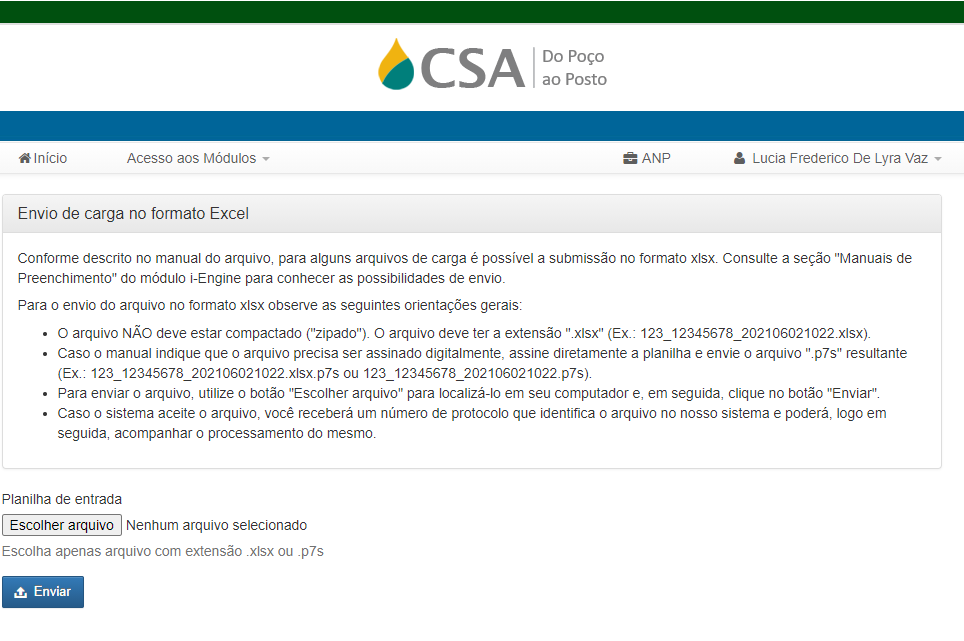 CSA Do Poço
ao Posto
Início Acesso aos Módulos ANP Lucia Frederico De Lyra Vaz
Envio de carga no formato Excel
Conforme descrito no manual do arquivo, para alguns arquivos de carga é possível a submissão no formato xlsx. Consulte a seção "Manuais de
Preenchimento" do módulo i-Engine para conhecer as possibilidades de envio.
Para o envio do arquivo no formato xlsx observe as seguintes orientações gerais:
• O arquivo NÃO deve estar compactado ("zipado"). O arquivo deve ter a extensão ".xlsx" (Ex.: 123_12345678_202106021022.xlsx).
• Caso o manual indique que o arquivo precisa ser assinado digitalmente, assine diretamente a planilha e envie o arquivo ".p7s" resultante
(Ex.: 123_12345678_202106021022.xlsx.p7s ou 123_12345678_202106021022.p7s).
• Para enviar o arquivo, utilize o botão "Escolher arquivo" para localizá-lo em seu computador e, em seguida, clique no botão "Enviar".
• Caso o sistema aceite o arquivo, você receberá um número de protocolo que identifica o arquivo no nosso sistema e poderá, logo em
seguida, acompanhar o processamento do mesmo.
Planilha de entrada
Escolher arquivo Nenhum arquivo selecionado
Escolha apenas arquivo com extensão .xlsx ou .p7s
Enviar